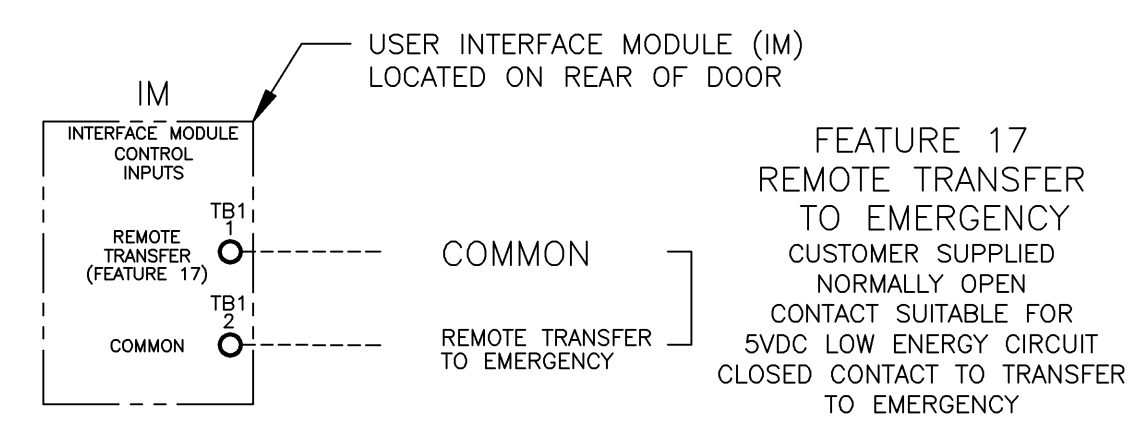 USER INTERFACE MODULE (IM)
LOCATED ON REAR OF DOOR
IM
INTERFACE MODULE
CONTROL
INPUTS
TB1
1
REMOTE
TRANSFER
(FEATURE 17)
TB1
2
COMMON
COMMON
REMOTE TRANSFER
TO EMERGENCY
FEATURE 17
REMOTE TRANSFER
TO EMERGENCY
CUSTOMER SUPPLIED
NORMALLY OPEN
CONTACT SUITABLE FOR
5VDC LOW ENERGY CIRCUIT
CLOSED CONTACT TO TRANSFER
TO EMERGENCY